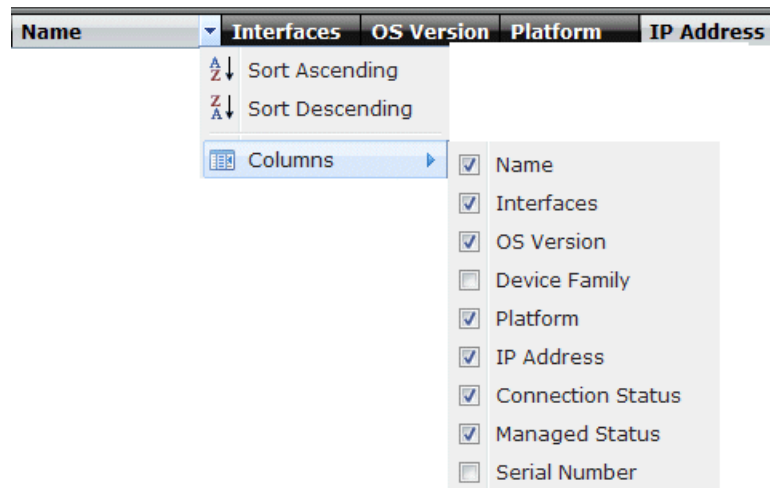 Name Interfaces OS Version Platform IP Address
Sort Ascending
Sort Descending
Columns
Name
Interfaces
OS Version
Device Family
Platform
IP Address
Connection Status
Managed Status
Serial Number